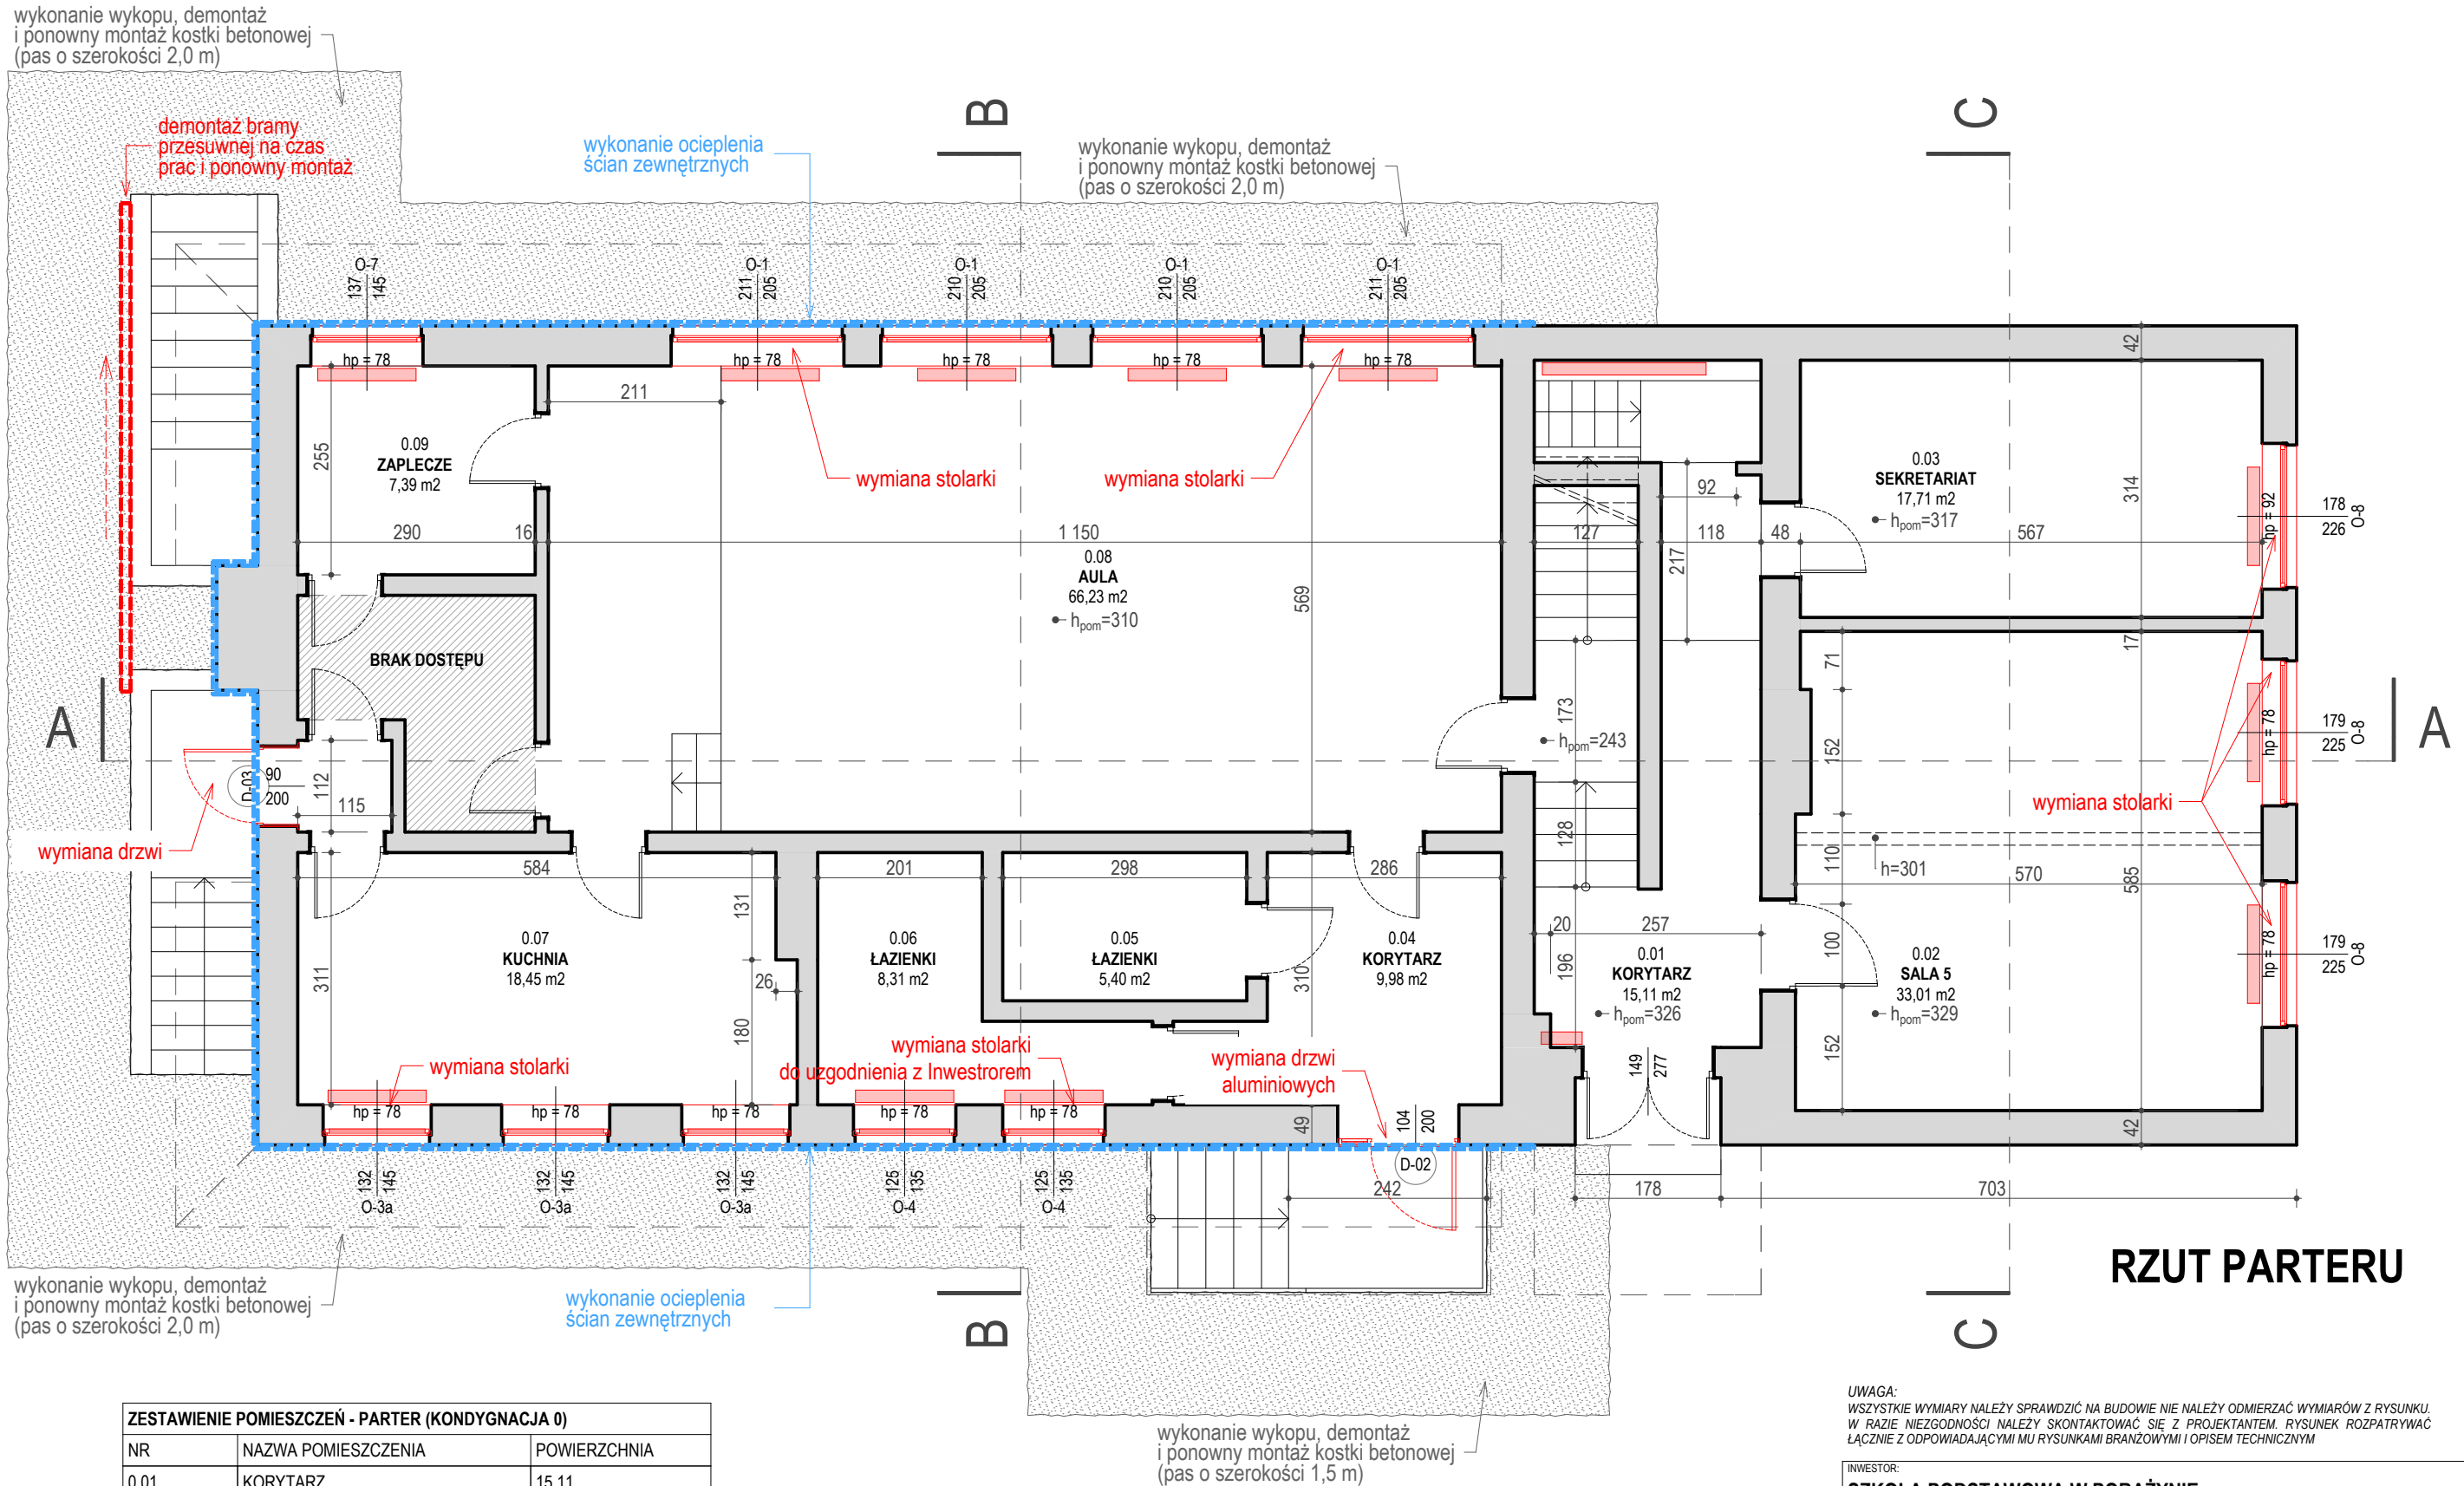 wykonanie wykopu, demontaż
i ponowny montaż kostki betonowej
(pas o szerokości 2,0 m)
demontaż bramy
przesuwnej na czas
prac i ponowny montaż
wykonanie ocieplenia
ścian zewnętrznych
B
wykonanie wykopu, demontaż
i ponowny montaż kostki betonowej
(pas o szerokości 2,0 m)
C
O-7
137
145
O-1
211
205
O-1
210
205
O-1
210
205
O-1
211
205
hp = 78
hp = 78
hp = 78
hp = 78
hp = 78
42
211
255
0.09
ZAPLECZE
7,39 m2
wymiana stolarki
wymiana stolarki
92
0.03
SEKRETARIAT
17,71 m2
hpom=317
314
hp = 92
178
226
O-8
290
16
1 150
127
118
48
567
217
0.08
AULA
66,23 m2
hpom=310
569
BRAK DOSTĘPU
17
71
A
173
hpom=243
152
hp = 78
179
225
O-8
A
D-03
90
200
112
115
wymiana stolarki
wymiana drzwi
128
110
h=301
570
585
584
201
298
286
131
311
0.07
KUCHNIA
18,45 m2
26
180
0.06
ŁAZIENKI
8,31 m2
0.05
ŁAZIENKI
5,40 m2
310
0.04
KORYTARZ
9,98 m2
20
257
196
0.01
KORYTARZ
15,11 m2
hpom=326
100
0.02
SALA 5
33,01 m2
hpom=329
152
hp = 78
179
225
O-8
wymiana stolarki
wymiana stolarki
do uzgodnienia z Inwestrorem
wymiana drzwi
aluminiowych
149
277
hp = 78
hp = 78
hp = 78
hp = 78
hp = 78
49
104
200
42
D-02
132
145
O-3a
132
145
O-3a
132
145
O-3a
125
135
O-4
125
135
O-4
242
178
703
RZUT PARTERU
wykonanie wykopu, demontaż
i ponowny montaż kostki betonowej
(pas o szerokości 2,0 m)
wykonanie ocieplenia
ścian zewnętrznych
B
C
wykonanie wykopu, demontaż
i ponowny montaż kostki betonowej
(pas o szerokości 1,5 m)
ZESTAWIENIE POMIESZCZEŃ - PARTER (KONDYGNACJA 0)
NR NAZWA POMIESZCZENIA POWIERZCHNIA
0.01 KORYTARZ 15,11
UWAGA:
WSZYSTKIE WYMIARY NALEŻY SPRAWDZIĆ NA BUDOWIE NIE NALEŻY ODMIERZAĆ WYMIARÓW Z RYSUNKU.
W RAZIE NIEZGODNOŚCI NALEŻY SKONTAKTOWAĆ SIĘ Z PROJEKTANTEM. RYSUNEK ROZPATRYWAĆ
ŁĄCZNIE Z ODPOWIADAJĄCYMI MU RYSUNKAMI BRANŻOWYMI I OPISEM TECHNICZNYM
INWESTOR:
SZKOŁA PODSTAWOWA W